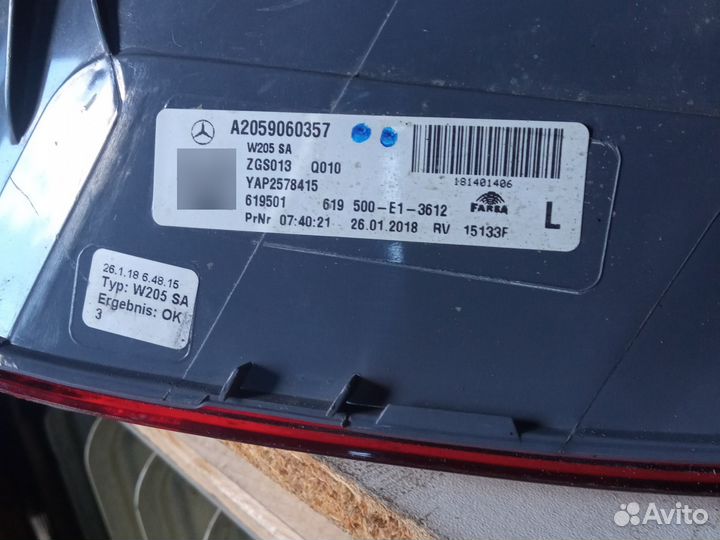 A2059060357
W205 SA
ZGS013 Q010
YAP2578415
619501 619 500-E1-3612
PrNr 07:40:21 26.01.2018 RV 15133F
181401406
FARBA
L
26.1.18 6.48.15
Typ: W205 SA
Ergebnis: OK
3
Avito